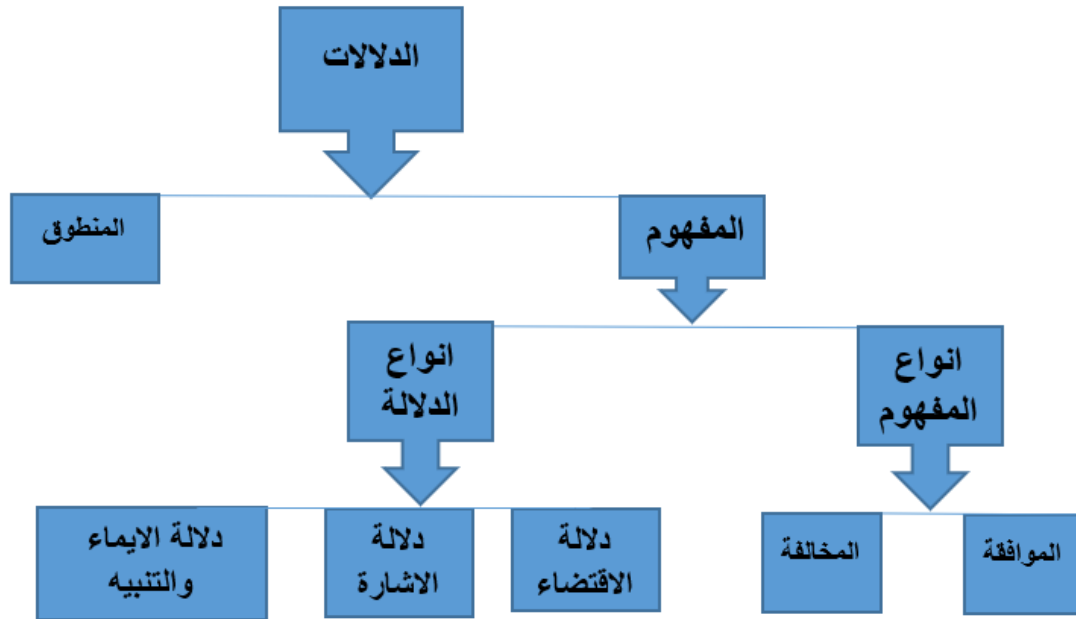 الدلالات
المفهوم
المنطوق
انواع
المفهوم
انواع
الدلالة
الموافقة
المخالفة
دلالة
الاقتضاء
دلالة
الاشارة
دلالة الايماء
والتنبيه